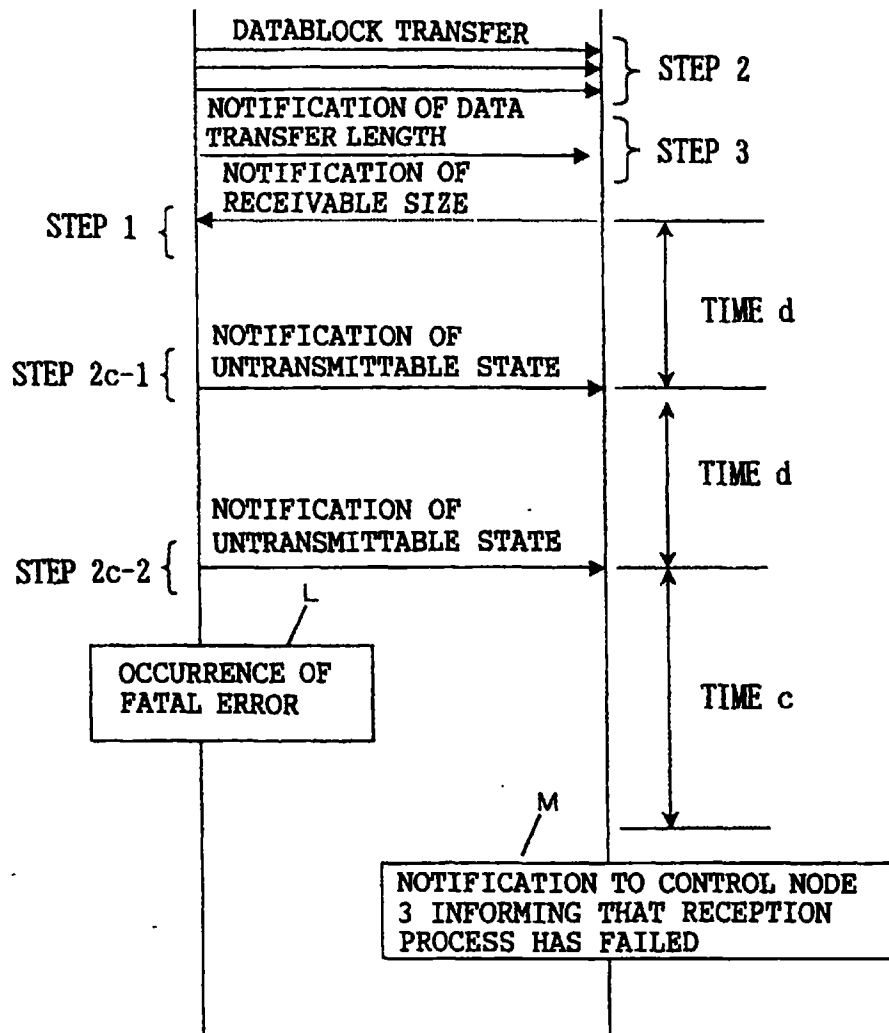 DATABLOCK TRANSFER
STEP 2
NOTIFICATION OF DATA
TRANSFER LENGTH
STEP 3
NOTIFICATION OF
RECEIVABLE SIZE
STEP 1
TIME d
NOTIFICATION OF
UNTRANSMITTABLE STATE
STEP 2c-1
TIME d
NOTIFICATION OF
UNTRANSMITTABLE STATE
STEP 2c-2
L
OCCURRENCE OF
FATAL ERROR
TIME c
M
NOTIFICATION TO CONTROL NODE
3 INFORMING THAT RECEPTION
PROCESS HAS FAILED